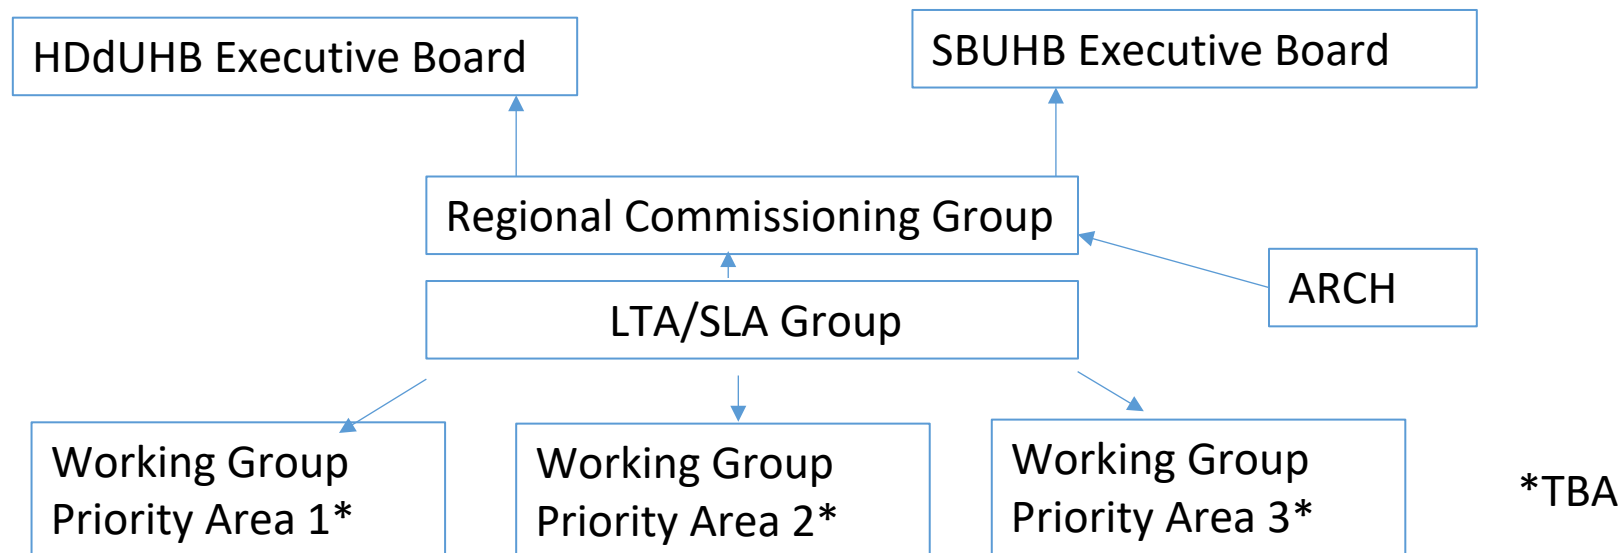 HDdUHB Executive Board
SBUHB Executive Board
Regional Commissioning Group
ARCH
LTA/SLA Group
Working Group
Priority Area 1*
Working Group
Priority Area 2*
Working Group
Priority Area 3*
*TBA